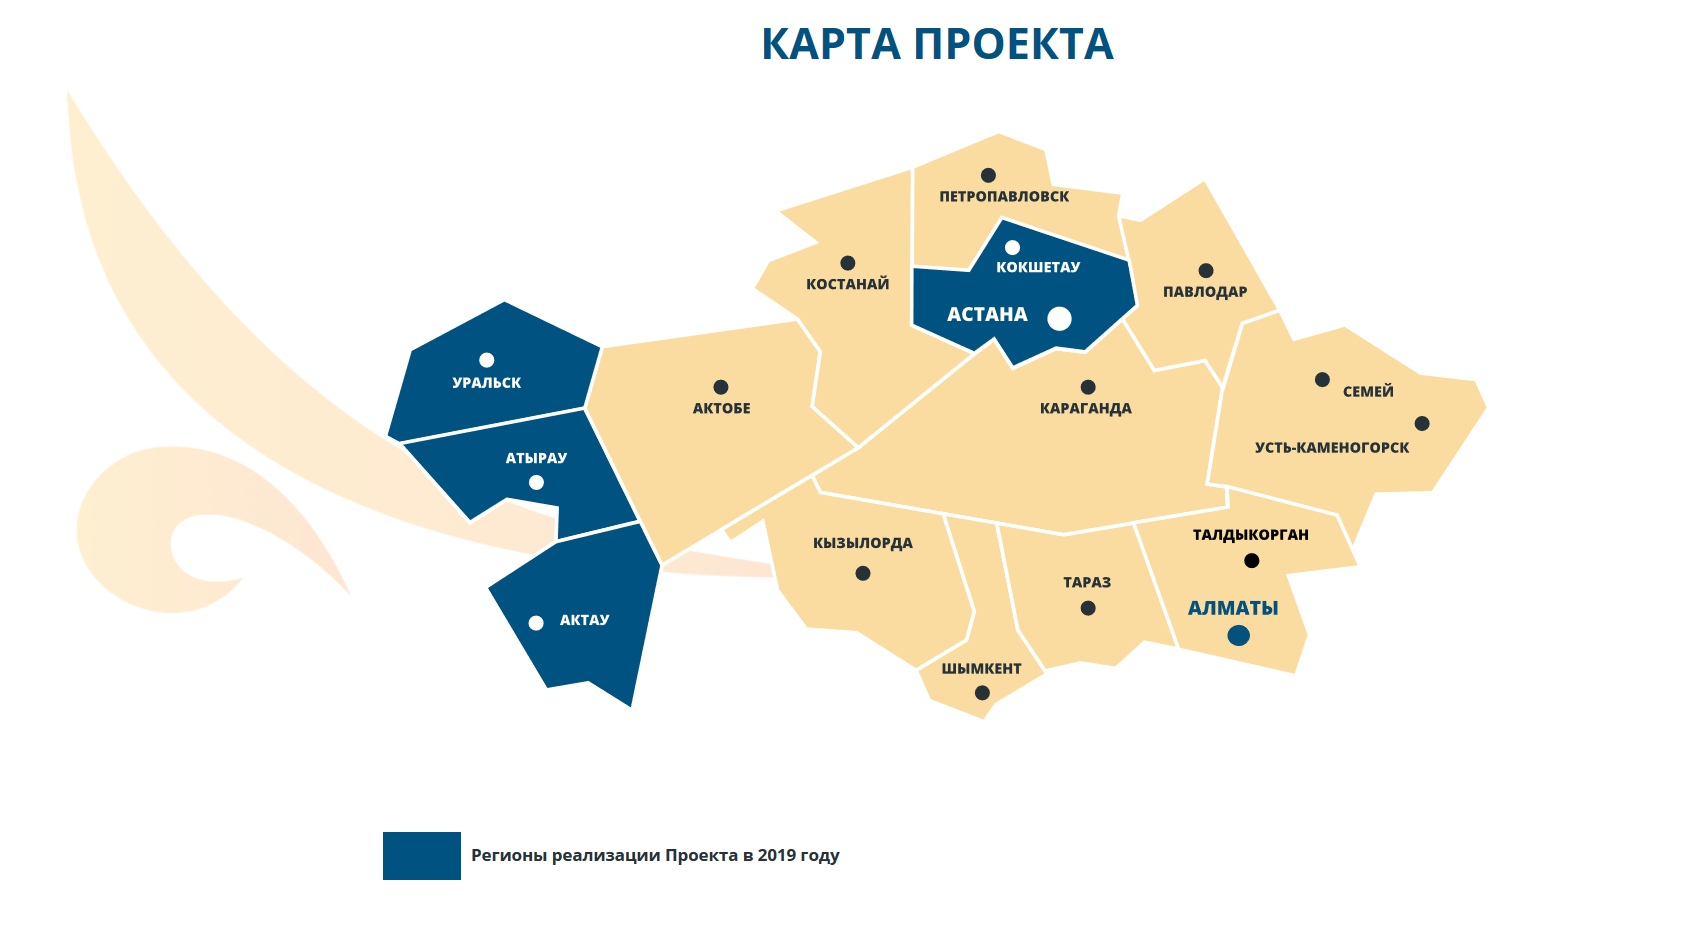 КАРТА ПРОЕКТА
ПЕТРОПАВЛОВСК
КОКШЕТАУ
КОСТАНАЙ
ПАВЛОДАР
АСТАНА
УРАЛЬСК
СЕМЕЙ
АКТОБЕ
КАРАГАНДА
УСТЬ-КАМЕНОГОРСК
АТЫРАУ
ТАЛДЫКОРГАН
КЫЗЫЛОРДА
ТАРАЗ
АЛМАТЫ
АКТАУ
ШЫМКЕНТ
Регионы реализации Проекта в 2019 году